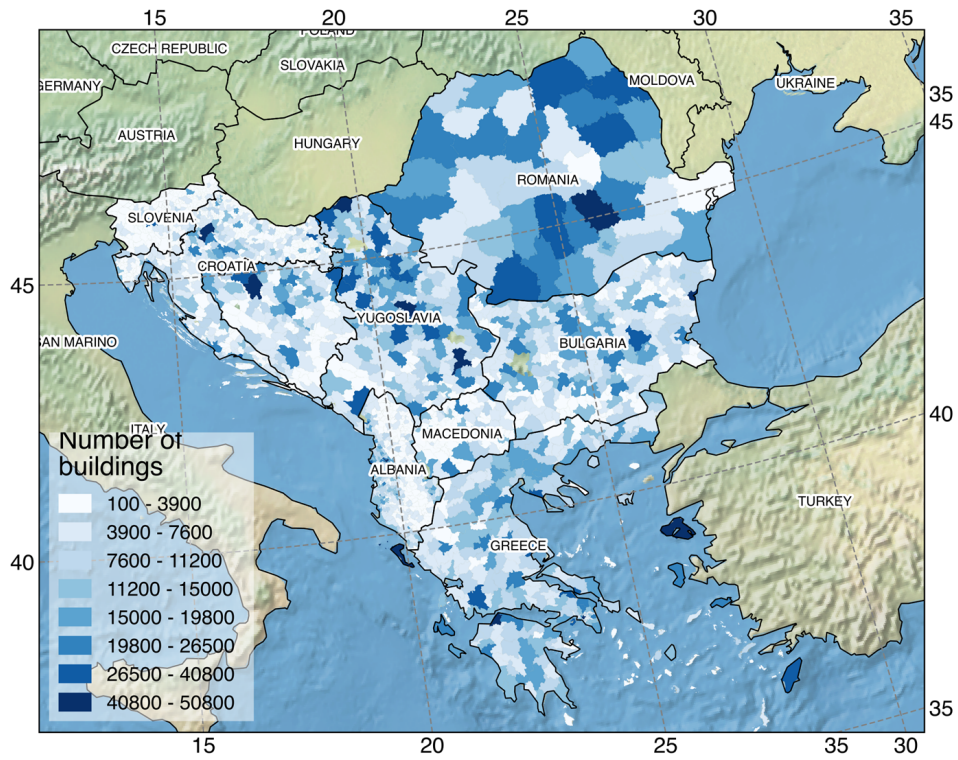 15 20 25 30 35
POLAND
CZECH REPUBLIC
SLOVAKIA
GERMANY
MOLDOVA
UKRAINE
35
45
AUSTRIA
HUNGARY
ROMANIA
SLOVENIA
CROATIA
45
YUGOSLAVIA
SAN MARINO
BULGARIA
40
ITALY
MACEDONIA
ALBANIA
TURKEY
GREECE
40
35
Number of
buildings
100 - 3900
3900 - 7600
7600 - 11200
11200 - 15000
15000 - 19800
19800 - 26500
26500 - 40800
40800 - 50800
15 20 25 35 30